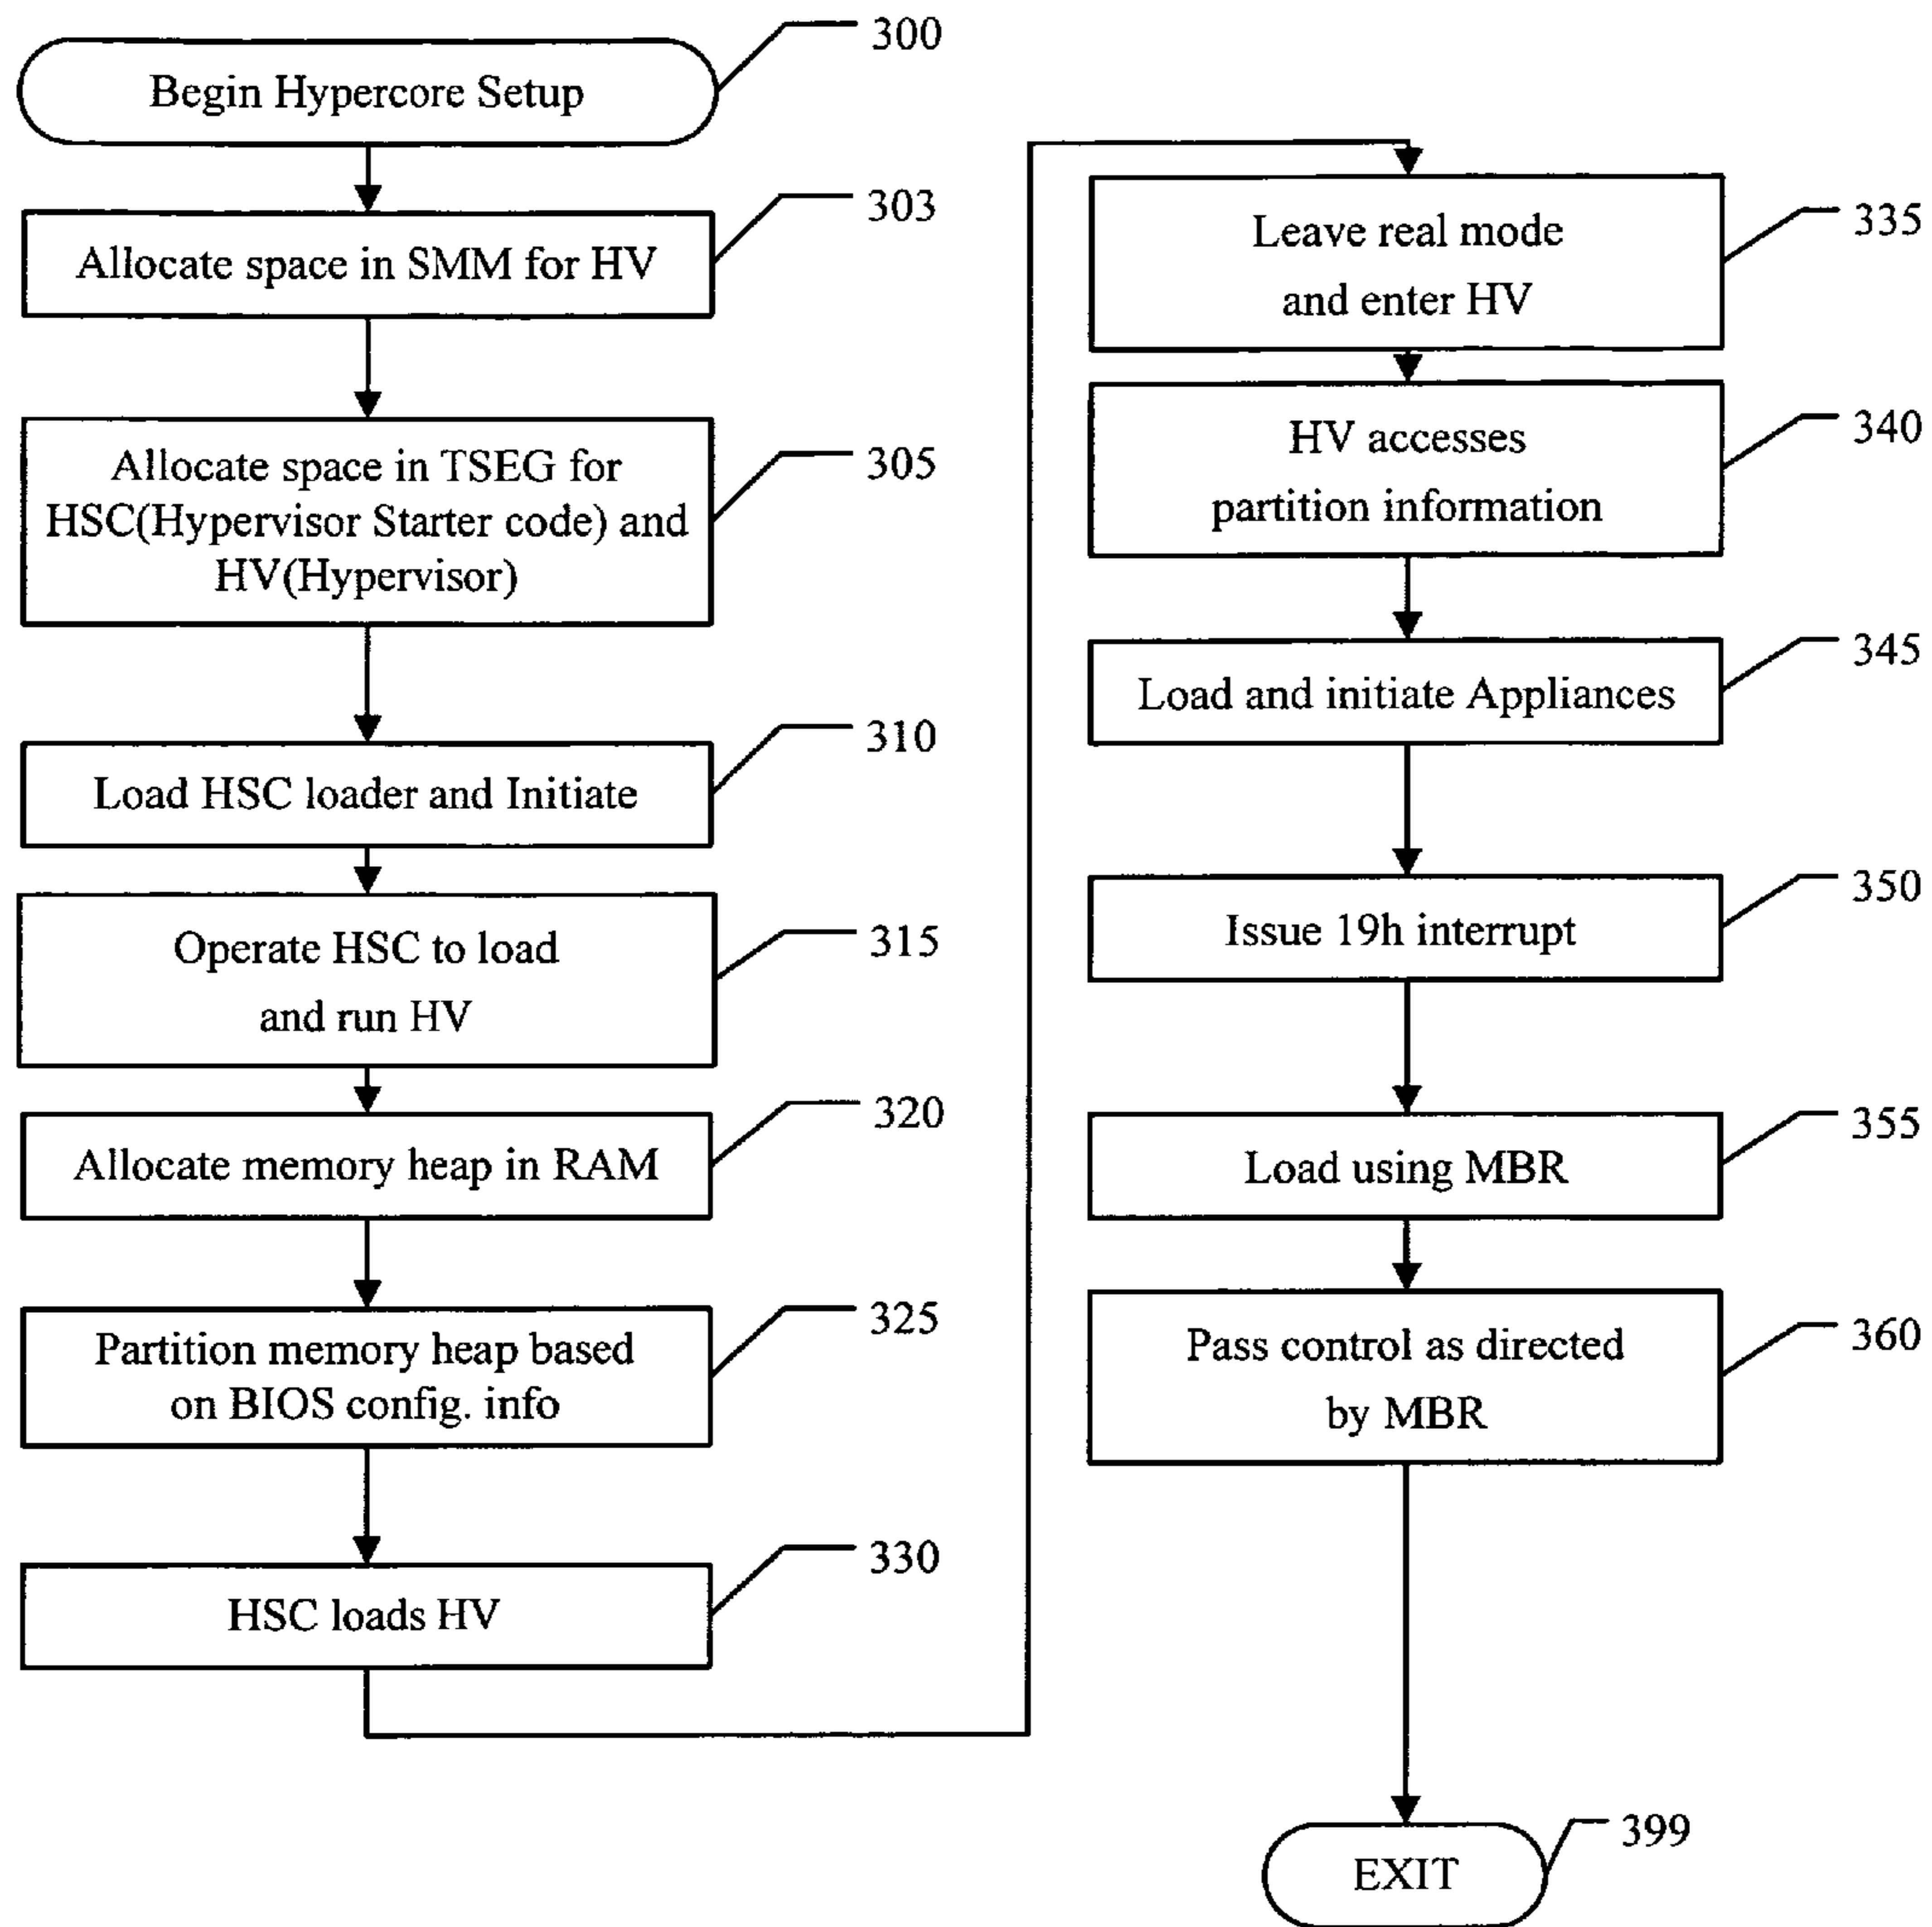 300
Begin Hypercore Setup
303
Allocate space in SMM for HV
305
Allocate space in TSEG for
HSC(Hypervisor Starter code) and
HV(Hypervisor)
310
Load HSC loader and Initiate
315
Operate HSC to load
and run HV
320
Allocate memory heap in RAM
325
Partition memory heap based
on BIOS config. info
330
HSC loads HV
335
Leave real mode
and enter HV
340
HV accesses
partition information
345
Load and initiate Appliances
350
Issue 19h interrupt
355
Load using MBR
360
Pass control as directed
by MBR
399
EXIT